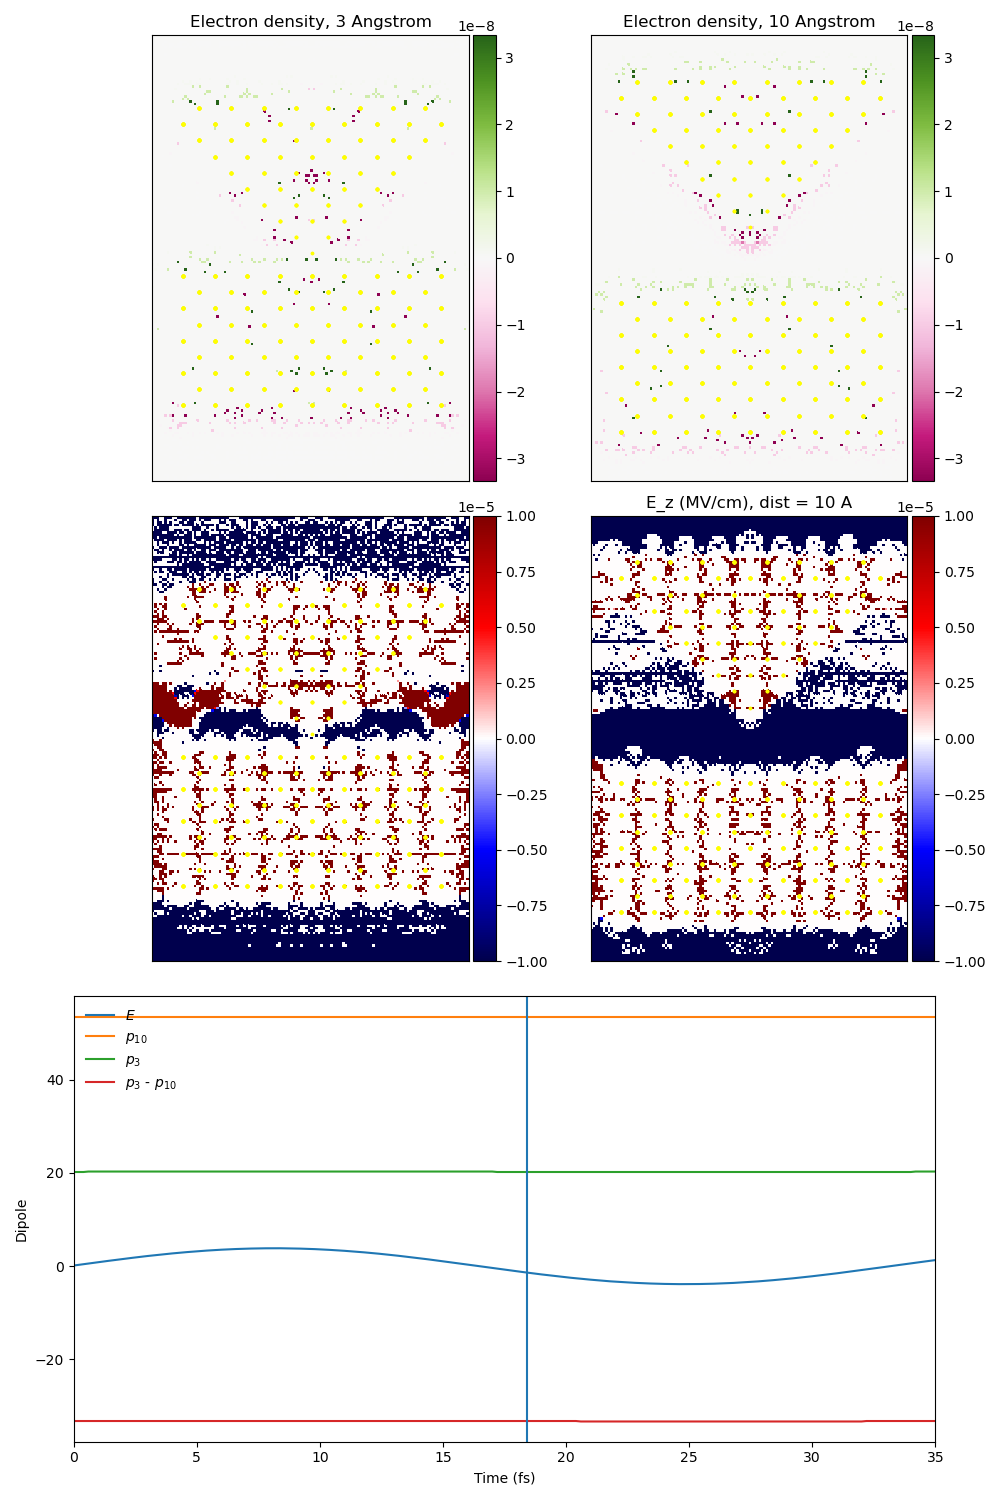 Electron density, 3 Angstrom
1e−8
3
2
1
0
−1
−2
−3
Electron density, 10 Angstrom
1e−8
3
2
1
0
−1
−2
−3
1e−5
1.00
0.75
0.50
0.25
0.00
−0.25
−0.50
−0.75
−1.00
E_z (MV/cm), dist = 10 A
1e−5
1.00
0.75
0.50
0.25
0.00
−0.25
−0.50
−0.75
−1.00
E
p₁₀
p₃
p₃ - p₁₀
40
20
0
−20
Dipole
0 5 10 15 20 25 30 35
Time (fs)